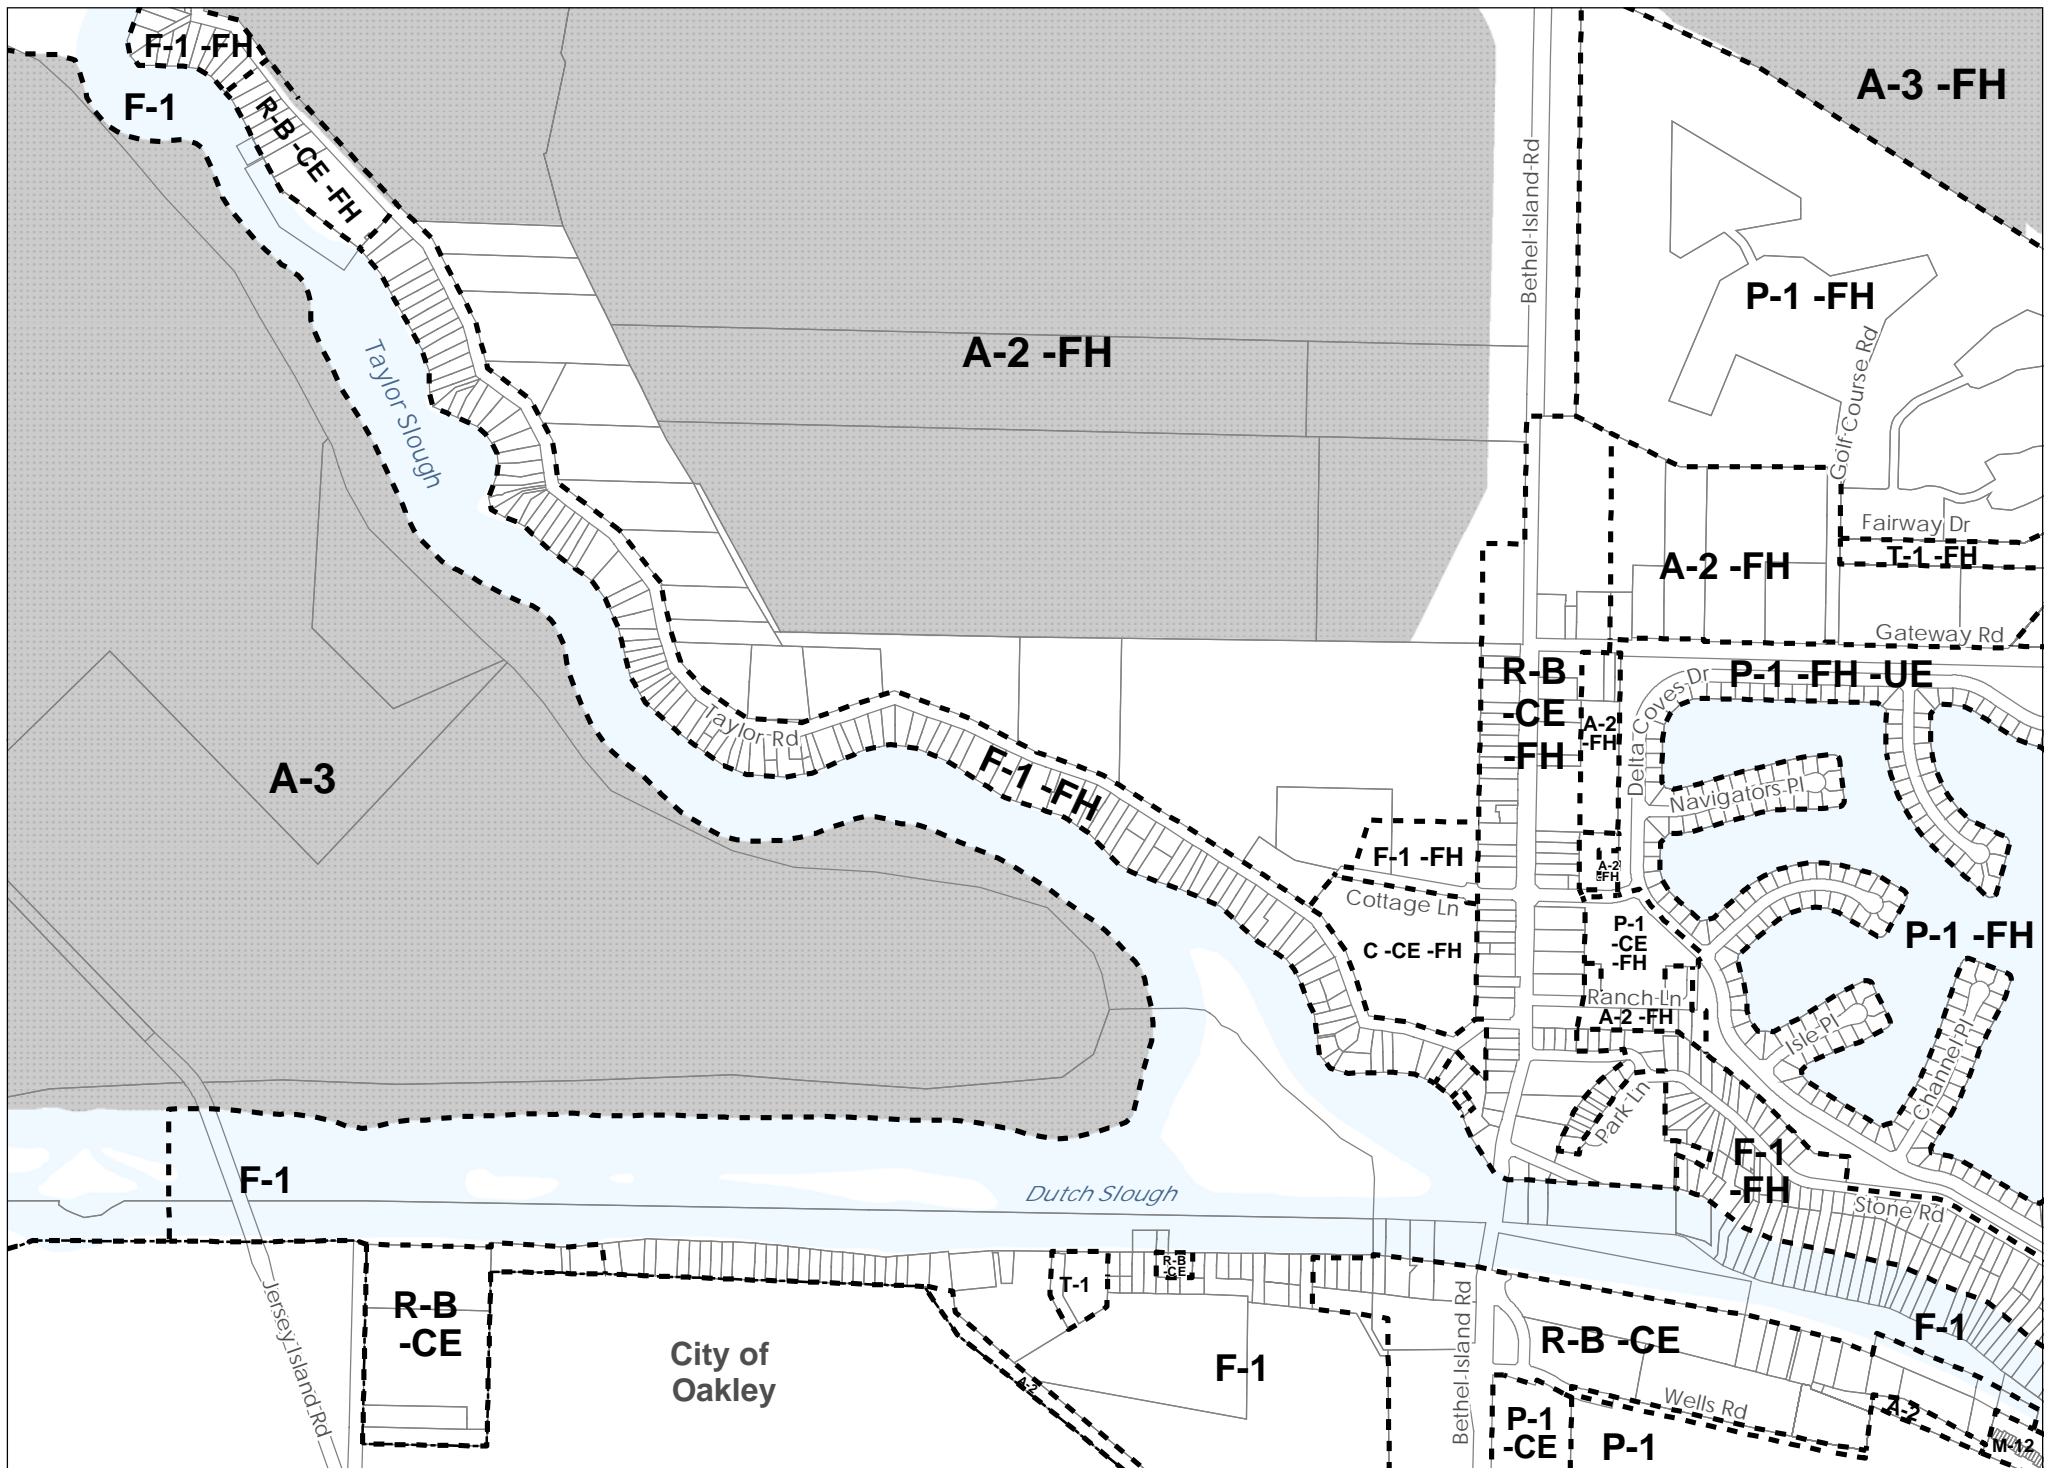 F-1 -FH
F-1
R-B -CE -FH
A-3 -FH
Bethel Island Rd
P-1 -FH
Golf Course Rd
Taylor Slough
A-2 -FH
Fairway Dr
T-1 -FH
A-2 -FH
Gateway Rd
R-B
-CE
-FH
A-2
-FH
P-1 -FH -UE
Delta Coves Dr
Taylor Rd
F-1 -FH
A-3
Navigators Pl
F-1 -FH
A-2
-FH
Cottage Ln
C -CE -FH
P-1
-CE
-FH
P-1 -FH
Ranch Ln
A-2 -FH
Isle Pl
Channel Pl
Park Ln
F-1
-FH
Stone Rd
F-1
Dutch Slough
Jersey Island Rd
R-B
-CE
City of
Oakley
T-1
R-B
-CE
A-2
F-1
Bethel Island Rd
R-B -CE
F-1
Wells Rd
A-2
P-1
-CE
P-1
M-12